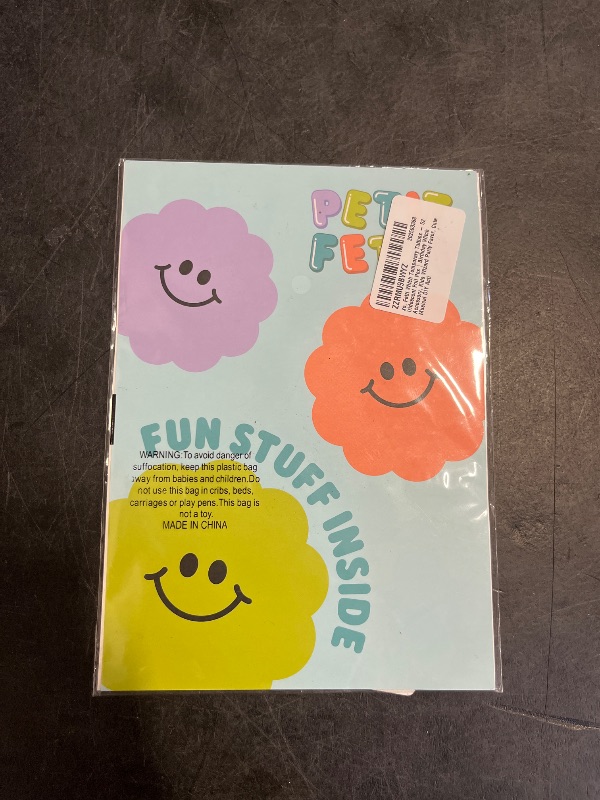 PETIT
FETE
ZZRMU9BWYZ
FUN STUFF INSIDE
WARNING:To avoid danger of
suffocation, keep this plastic bag
away from babies and children.Do
not use this bag in cribs, beds,
carriages or play pens.This bag is
not a toy.
MADE IN CHINA